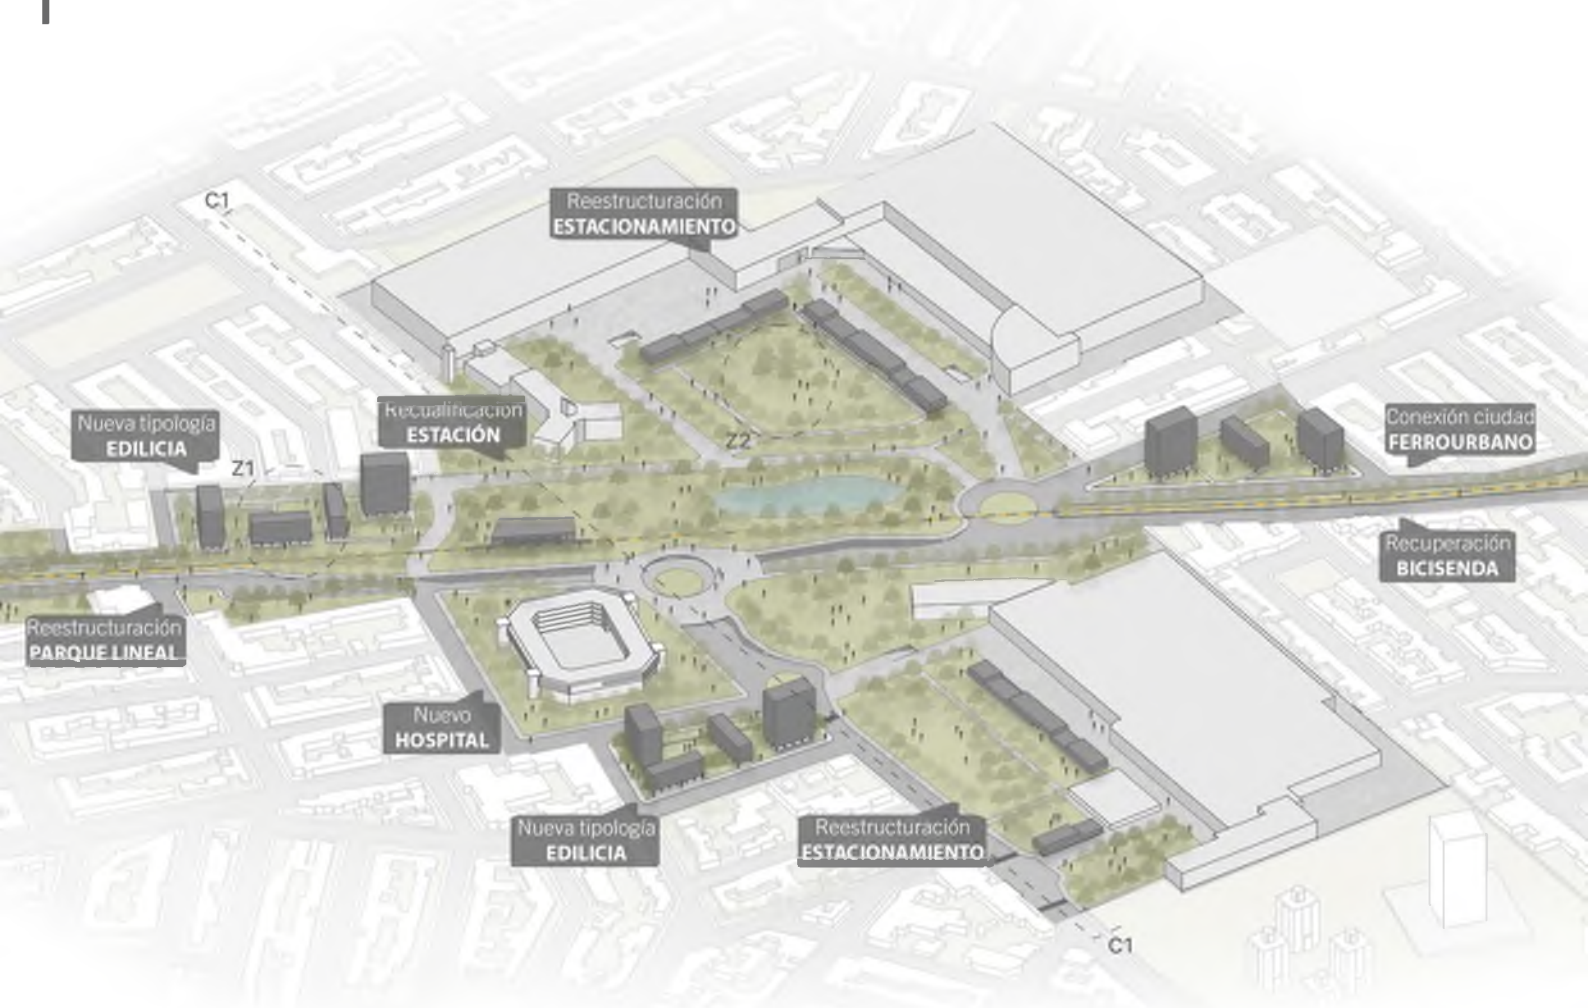 C1
Reestructuración
ESTACIONAMIENTO
Nueva tipología
EDILICIA
Recualificación
ESTACIÓN
Conexión ciudad
FERROURBANO
Z1
Z2
Recuperación
BICISENDA
Reestructuración
PARQUE LINEAL
Nuevo
HOSPITAL
Nueva tipología
EDILICIA
Reestructuración
ESTACIONAMIENTO
C1